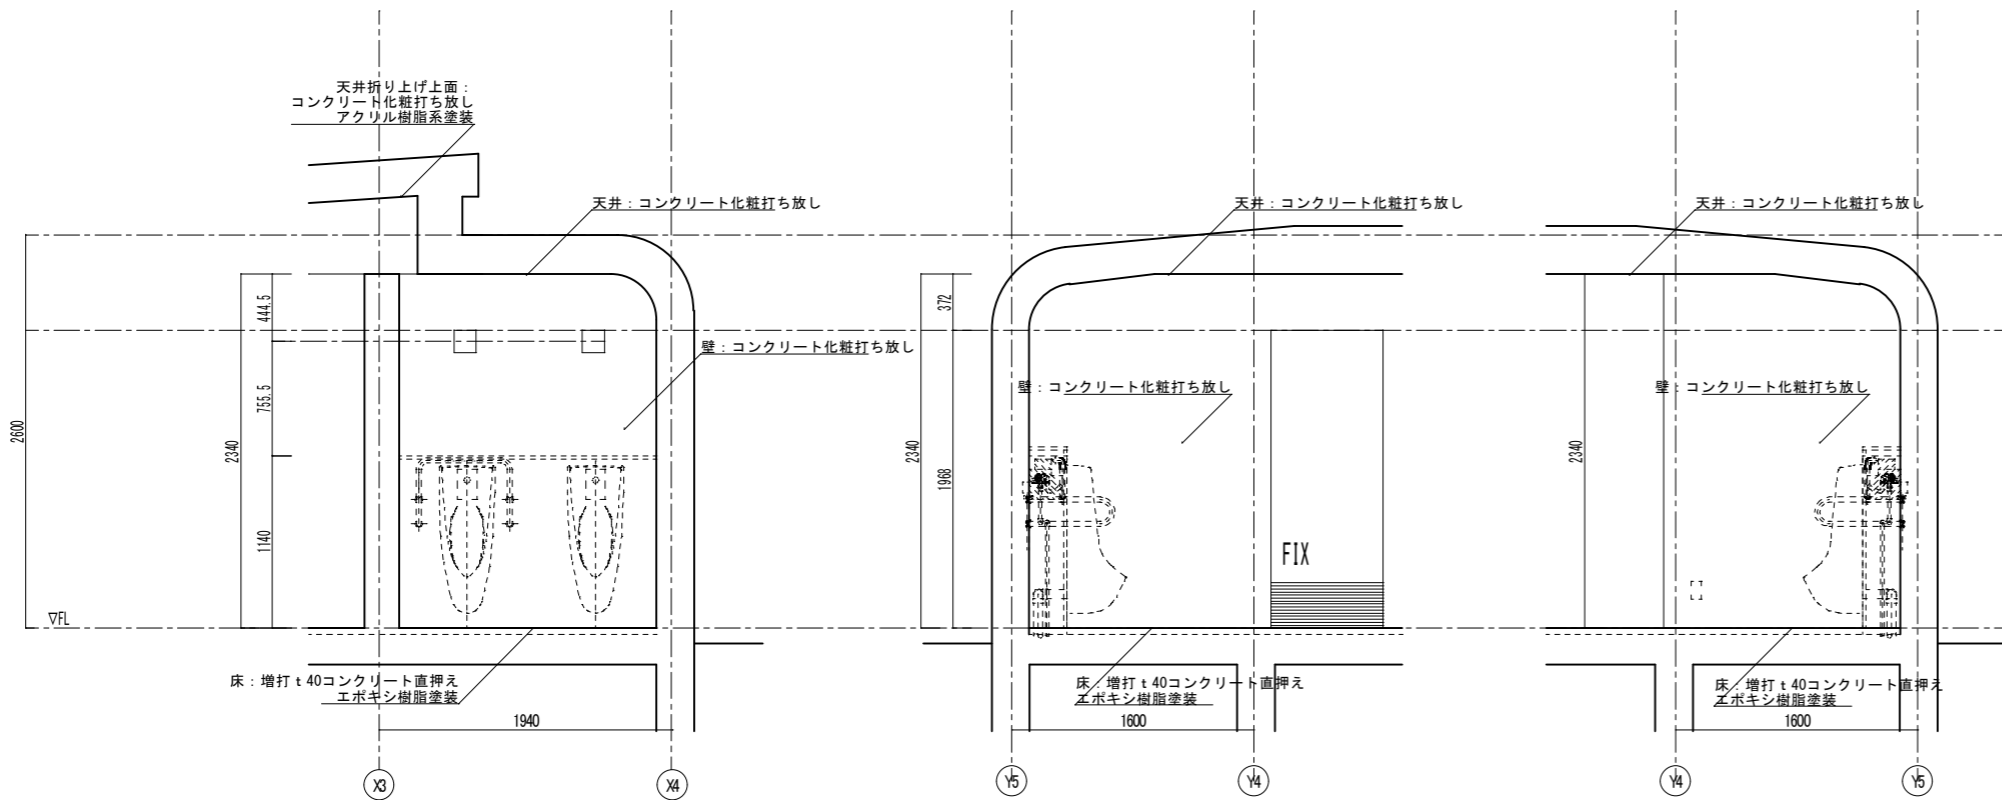 天井折り上げ上面：
コンクリート化粧打ち放し
アクリル樹脂系塗装
天井：コンクリート化粧打ち放し
天井：コンクリート化粧打ち放し
天井：コンクリート化粧打ち放し
444.5
372
壁：コンクリート化粧打ち放し
壁：コンクリート化粧打ち放し
壁：コンクリート化粧打ち放し
755.5
2600
2340
2340
1968
2340
1140
FIX
▽FL
床：増打ｔ40コンクリート直押え
エポキシ樹脂塗装
床：増打ｔ40コンクリート直押え
エポキシ樹脂塗装
床：増打ｔ40コンクリート直押え
エポキシ樹脂塗装
1940
1600
1600
X3
X4
Y5
Y4
Y4
Y5